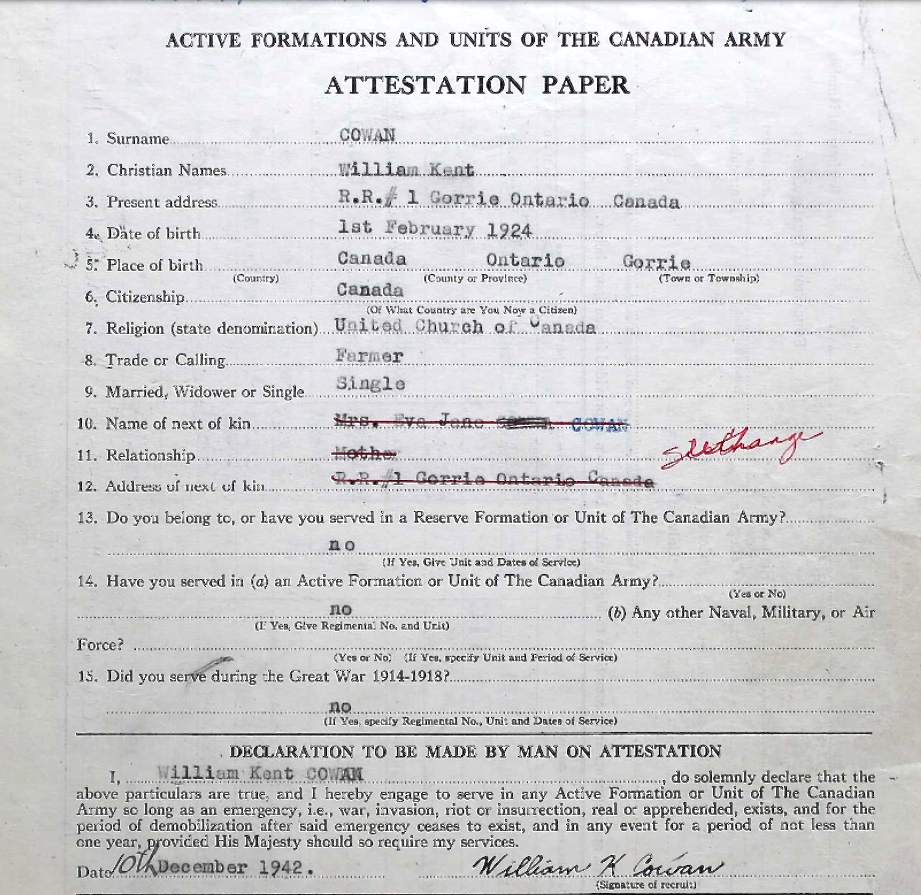 ACTIVE FORMATIONS AND UNITS OF THE CANADIAN ARMY
ATTESTATION PAPER
1. Surname COWAN
2. Christian Names William Kent
3. Present address R.R.# 1 Gorrie Ontario Canada
4. Date of birth 1st February 1924
5. Place of birth Canada Ontario Gorrie
(Country) (County or Province) (Town or Township)
6. Citizenship Canada
(Of What Country are You Now a Citizen)
7. Religion (state denomination) United Church of Canada
8. Trade or Calling Farmer
9. Married, Widower or Single Single
10. Name of next of kin Mrs. Eva Jane COWAN
11. Relationship Mothe
See Change
12. Address of next of kin R.R.#1 Gorrie Ontario Canada
13. Do you belong to, or have you served in a Reserve Formation or Unit of The Canadian Army?
no
(If Yes, Give Unit and Dates of Service)
14. Have you served in (a) an Active Formation or Unit of The Canadian Army?
(Yes or No)
no (b) Any other Naval, Military, or Air
(If Yes, Give Regimental No. and Unit)
Force?
(Yes or No) (If Yes, specify Unit and Period of Service)
15. Did you serve during the Great War 1914-1918?
no
(If Yes, specify Regimental No., Unit and Dates of Service)
DECLARATION TO BE MADE BY MAN ON ATTESTATION
I, William Kent COWAN, do solemnly declare that the
above particulars are true, and I hereby engage to serve in any Active Formation or Unit of The Canadian
Army so long as an emergency, i.e., war, invasion, riot or insurrection, real or apprehended, exists, and for the
period of demobilization after said emergency ceases to exist, and in any event for a period of not less than
one year, provided His Majesty should so require my services.
Date 10th December 1942. William K Cowan
(Signature of recruit)